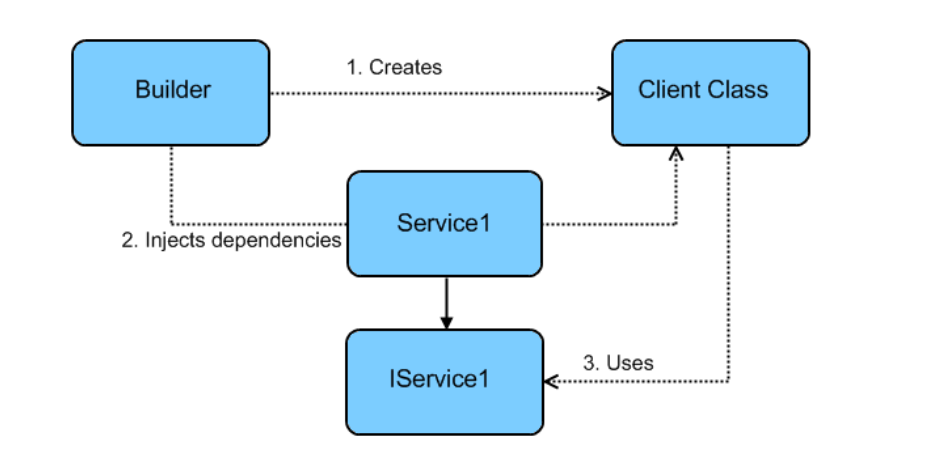 1. Creates
Builder
Client Class
Service1
2. Injects dependencies
IService1
3. Uses